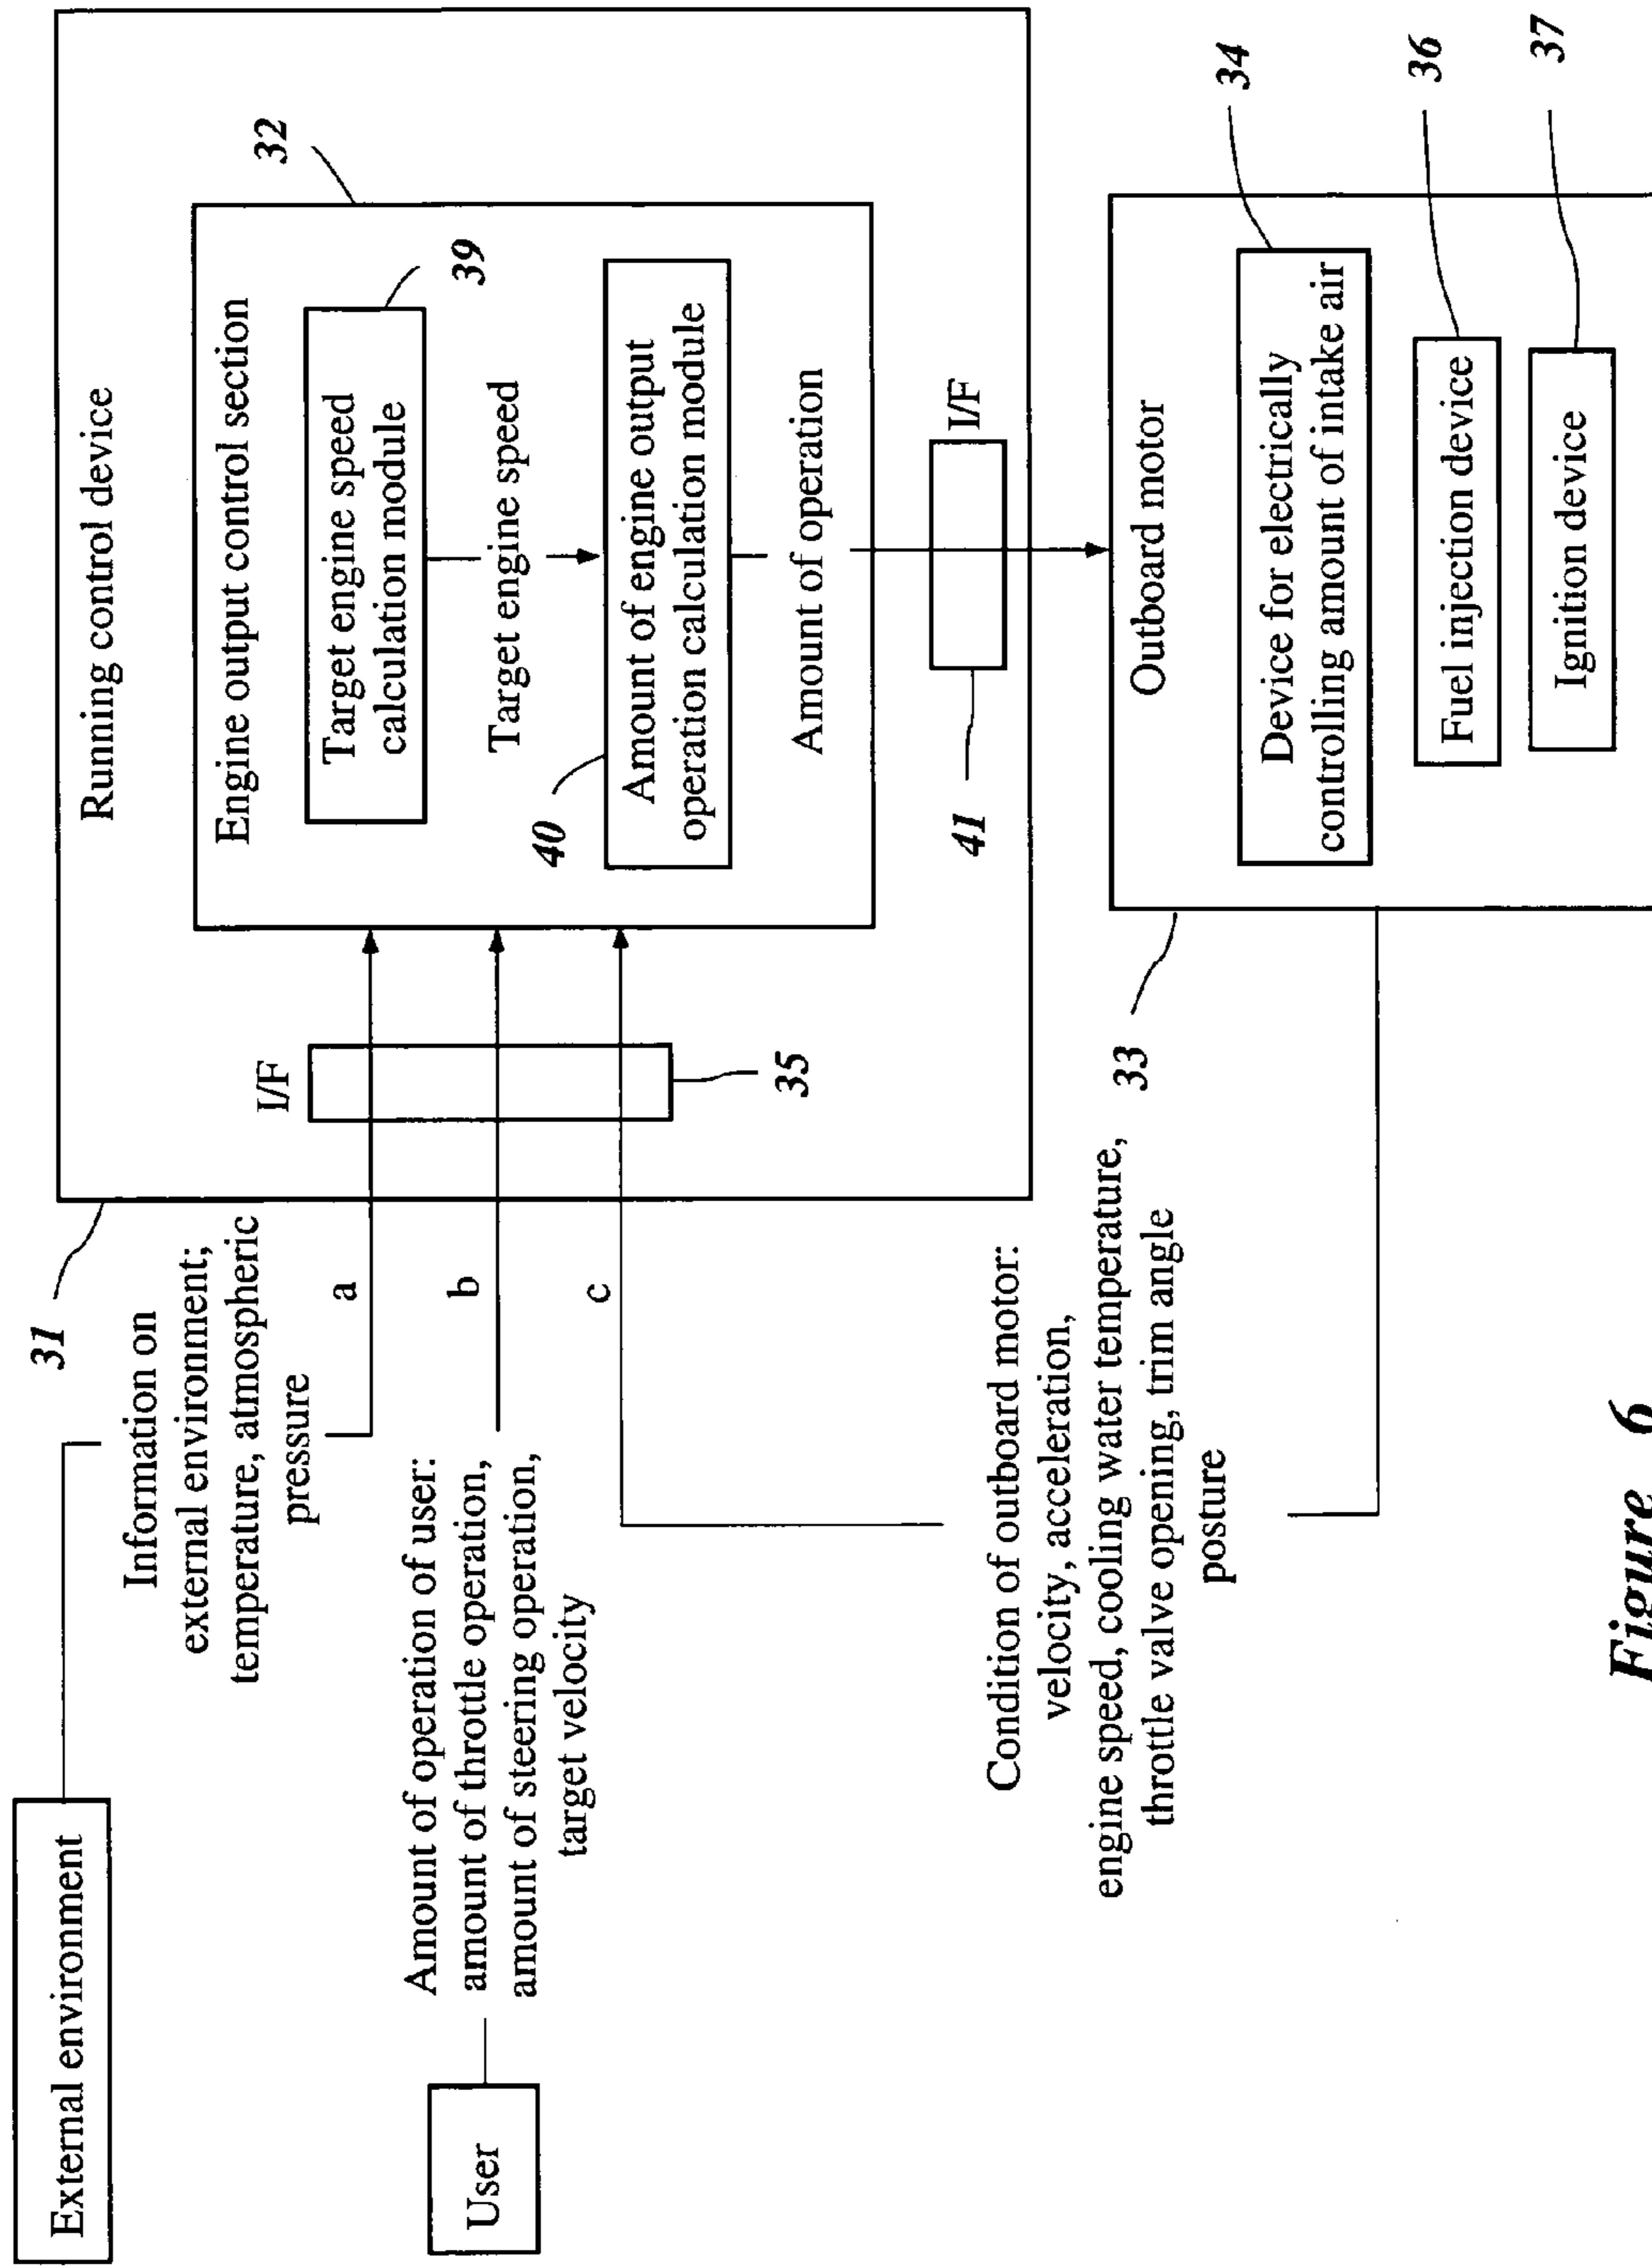 External environment
Information on
external environment;
temperature, atmospheric
pressure
User
Amount of operation of user:
amount of throttle operation,
amount of steering operation,
target velocity
Condition of outboard motor:
velocity, acceleration,
engine speed, cooling water temperature,
throttle valve opening, trim angle
posture
a
b
c
31
Running control device
I/F
35
Engine output control section
32
Target engine speed
calculation module
39
Target engine speed
40
Amount of engine output
operation calculation module
Amount of operation
I/F
41
33
Outboard motor
Device for electrically
controlling amount of intake air
34
Fuel injection device
36
Ignition device
37
Figure 6